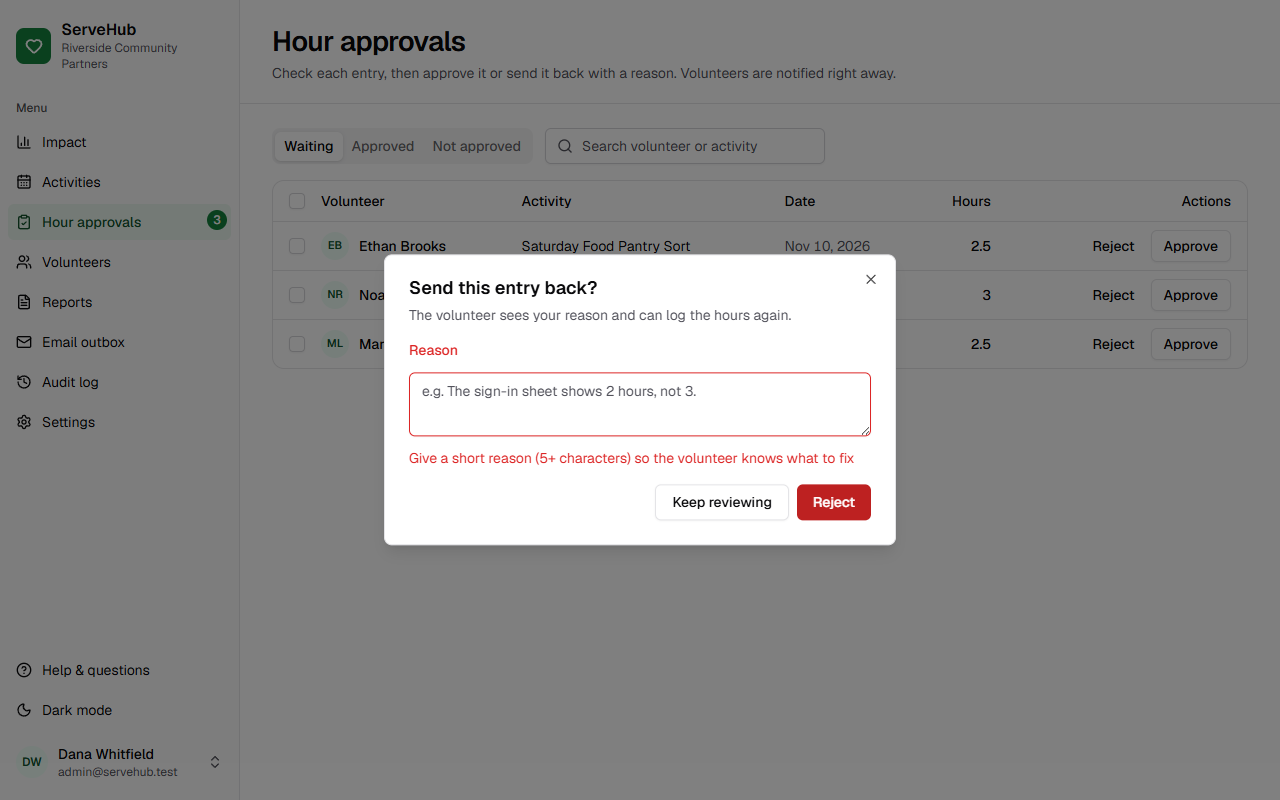 ServeHub
Riverside Community
Partners
Menu
Impact
Activities
Hour approvals
3
Volunteers
Reports
Email outbox
Audit log
Settings
Help & questions
Dark mode
DW
Dana Whitfield
admin@servehub.test
Hour approvals
Check each entry, then approve it or send it back with a reason. Volunteers are notified right away.
Waiting Approved Not approved
Search volunteer or activity
Volunteer Activity Date Hours Actions
EB Ethan Brooks Saturday Food Pantry Sort Nov 10, 2026 2.5 Reject Approve
NR Noa 3 Reject Approve
ML Mar 2.5 Reject Approve
Send this entry back?
The volunteer sees your reason and can log the hours again.
Reason
e.g. The sign-in sheet shows 2 hours, not 3.
Give a short reason (5+ characters) so the volunteer knows what to fix
Keep reviewing Reject